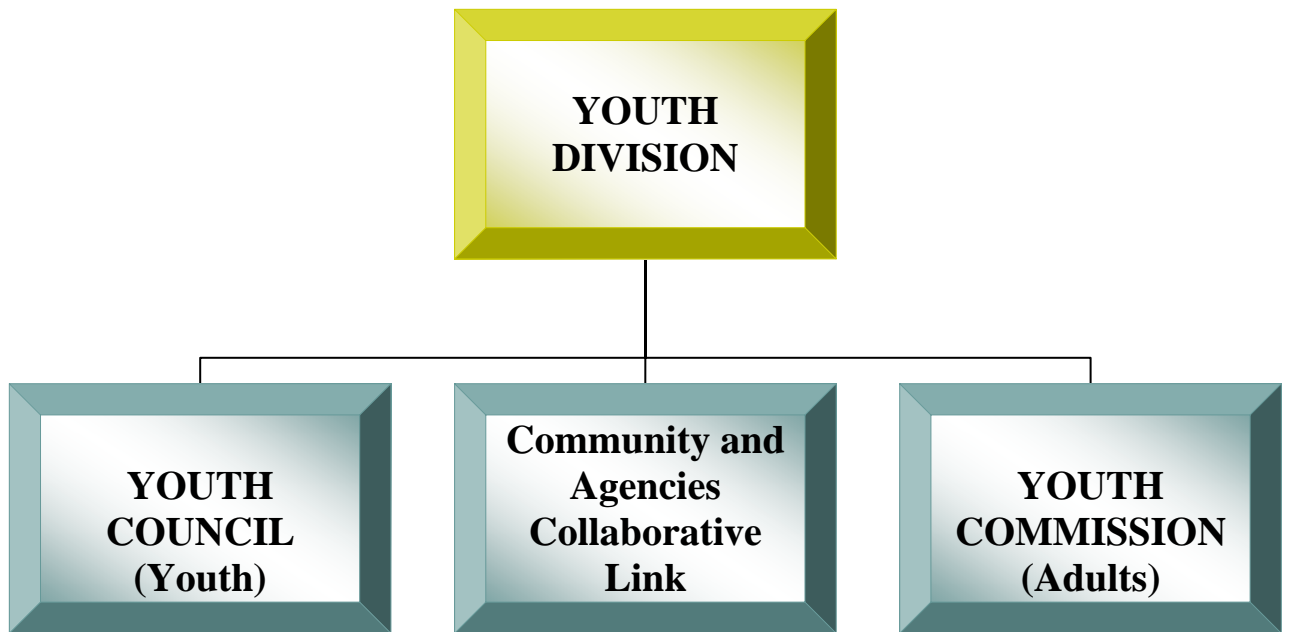 YOUTH
DIVISION
YOUTH
COUNCIL
(Youth)
Community and
Agencies
Collaborative
Link
YOUTH
COMMISSION
(Adults)